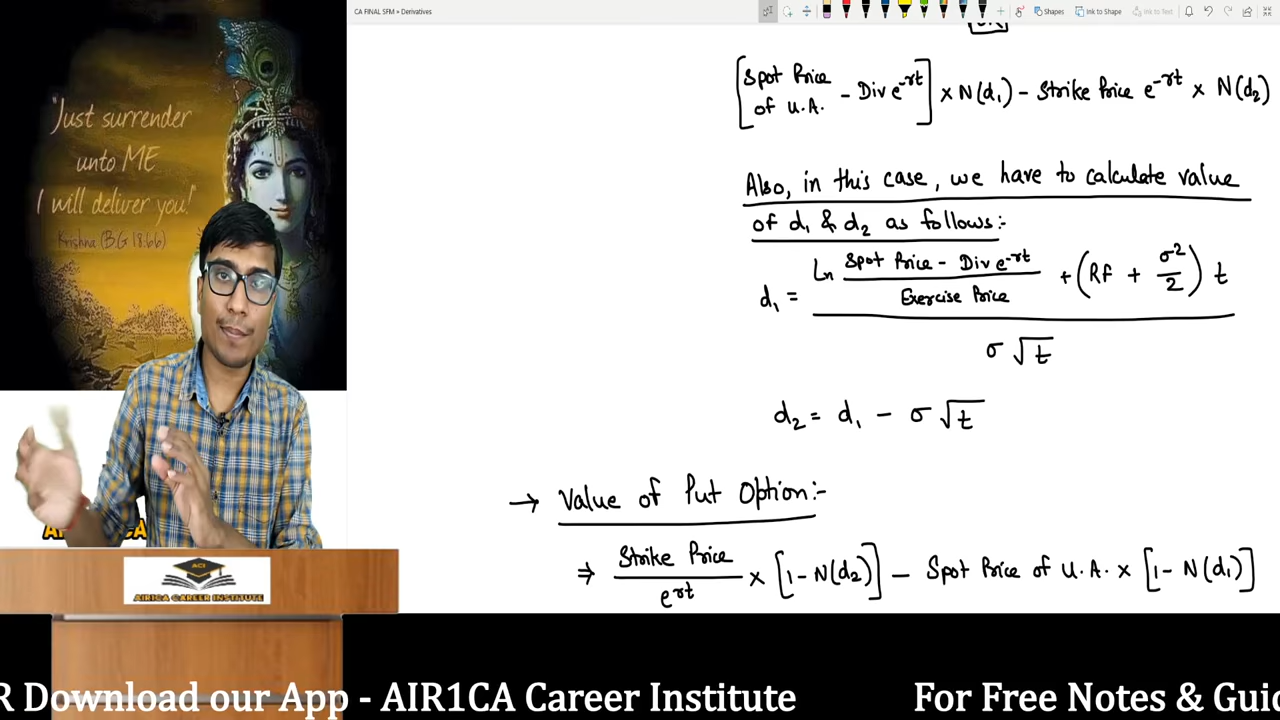 CA FINAL SFM » Derivatives
Shapes
Ink to Shape
Ink to Text
[Spot Price of U.A. - Div e^-rt] × N(d₁) - Strike Price e^-rt × N(d₂)
Also, in this case, we have to calculate value
of d₁ & d₂ as follows:-
d₁ = (ln (Spot Price - Div e^-rt / Exercise Price) + (Rf + σ²/2) t) / σ√t
d₂ = d₁ - σ√t
→ Value of Put Option:-
⇒ Strike Price / e^rt × [1 - N(d₂)] - Spot Price of U.A. × [1 - N(d₁)]
"Just surrender
unto ME
I will deliver you!"
Krishna (B.G 18:66)
ACI
AIR1CA CAREER INSTITUTE
R Download our App - AIR1CA Career Institute
For Free Notes & Guid